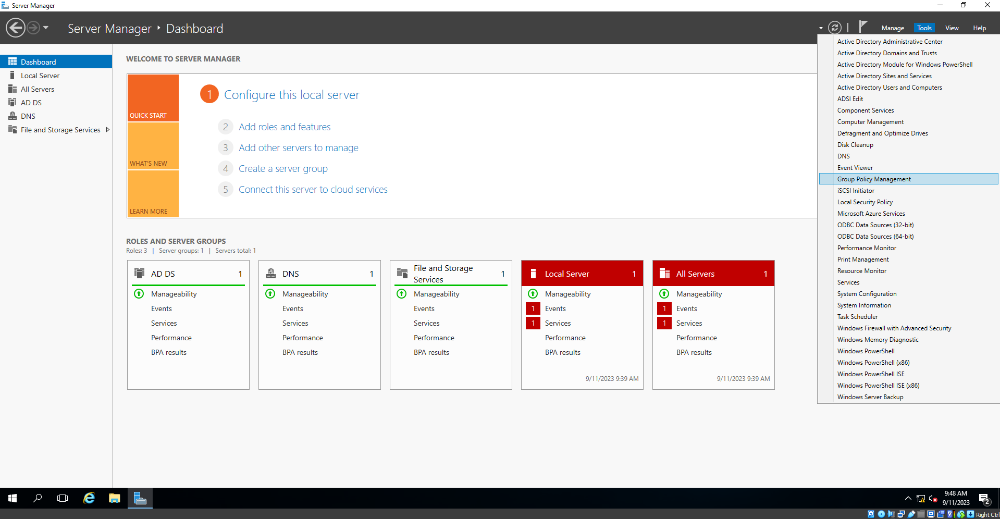 Server Manager
Server Manager ‣ Dashboard
Manage Tools View Help
Dashboard
Local Server
All Servers
AD DS
DNS
File and Storage Services
WELCOME TO SERVER MANAGER
QUICK START
WHAT'S NEW
LEARN MORE
1 Configure this local server
2 Add roles and features
3 Add other servers to manage
4 Create a server group
5 Connect this server to cloud services
ROLES AND SERVER GROUPS
Roles: 3 | Server groups: 1 | Servers total: 1
AD DS 1
Manageability
Events
Services
Performance
BPA results
DNS 1
Manageability
Events
Services
Performance
BPA results
File and Storage
Services 1
Manageability
Events
Services
Performance
BPA results
Local Server 1
Manageability
1 Events
1 Services
Performance
BPA results
9/11/2023 9:39 AM
All Servers 1
Manageability
1 Events
1 Services
Performance
BPA results
9/11/2023 9:39 AM
Active Directory Administrative Center
Active Directory Domains and Trusts
Active Directory Module for Windows PowerShell
Active Directory Sites and Services
Active Directory Users and Computers
ADSI Edit
Component Services
Computer Management
Defragment and Optimize Drives
Disk Cleanup
DNS
Event Viewer
Group Policy Management
iSCSI Initiator
Local Security Policy
Microsoft Azure Services
ODBC Data Sources (32-bit)
ODBC Data Sources (64-bit)
Performance Monitor
Print Management
Resource Monitor
Services
System Configuration
System Information
Task Scheduler
Windows Firewall with Advanced Security
Windows Memory Diagnostic
Windows PowerShell
Windows PowerShell (x86)
Windows PowerShell ISE
Windows PowerShell ISE (x86)
Windows Server Backup
9:48 AM
9/11/2023
2
Right Ctrl